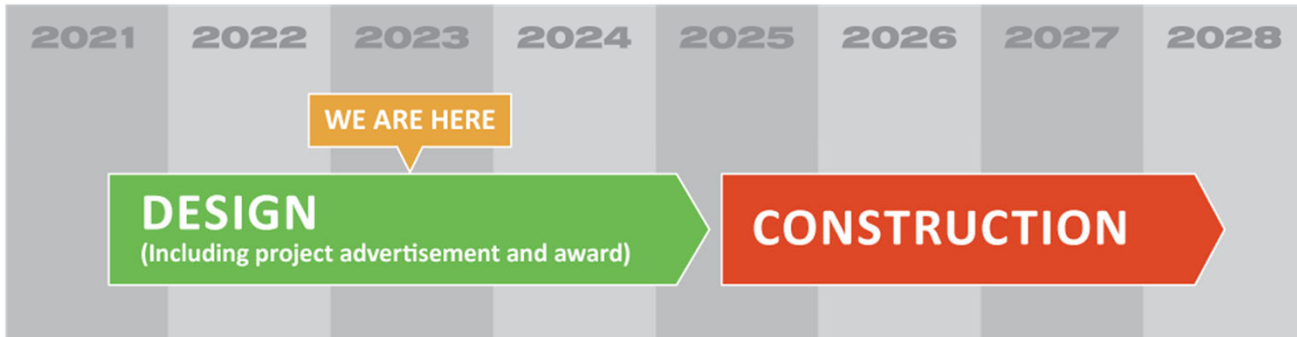 2021 2022 2023 2024 2025 2026 2027 2028
WE ARE HERE
DESIGN
(Including project advertisement and award)
CONSTRUCTION